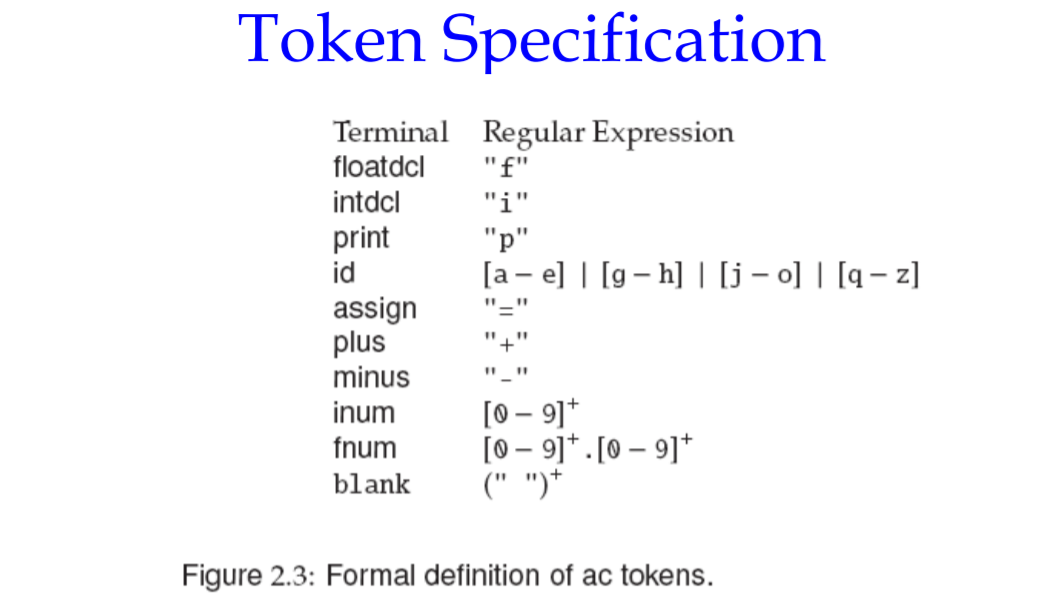 Token Specification
Terminal Regular Expression
floatdcl "f"
intdcl "i"
print "p"
id [a – e] | [g – h] | [j – o] | [q – z]
assign "="
plus "+"
minus "-"
inum [0 – 9]⁺
fnum [0 – 9]⁺.[0 – 9]⁺
blank (" ")⁺
Figure 2.3: Formal definition of ac tokens.